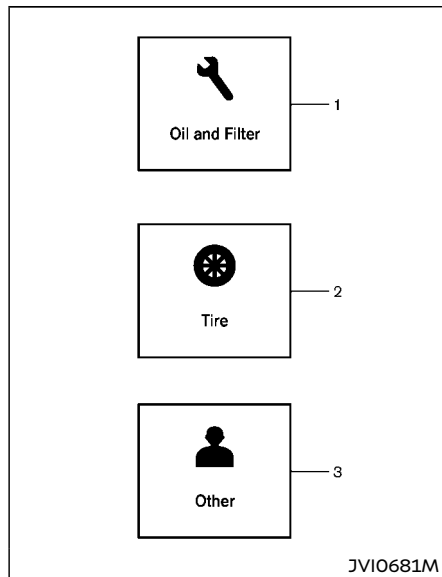 Oil and Filter
1
Tire
2
Other
3
JVI0681M